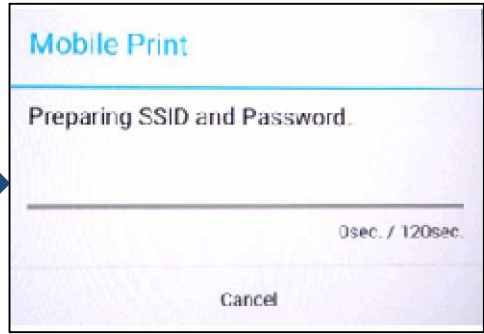 Mobile Print
Preparing SSID and Password.
0sec. / 120sec.
Cancel